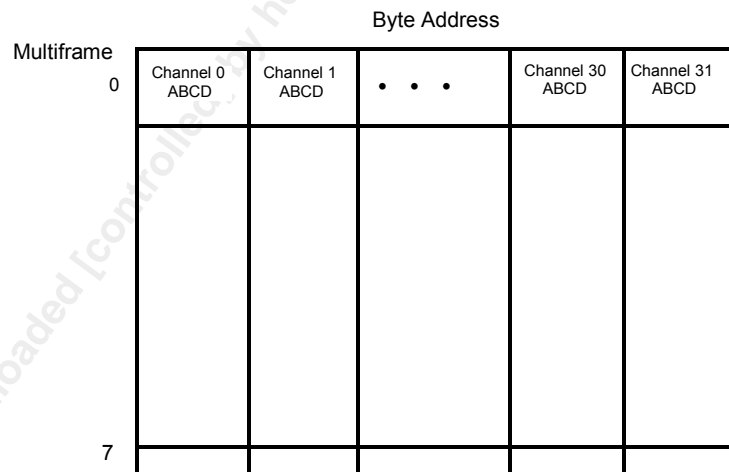 Byte Address
Multiframe
0
Channel 0
ABCD
Channel 1
ABCD
• • •
Channel 30
ABCD
Channel 31
ABCD
7